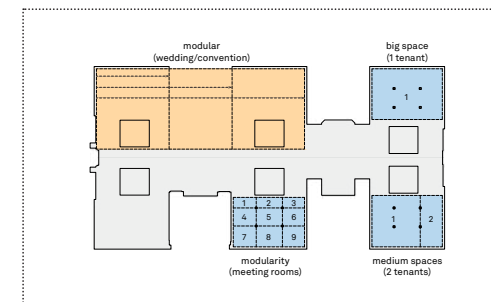 modular
(wedding/convention)
big space
(1 tenant)
1
1 2 3
4 5 6
7 8 9
1 2
modularity
(meeting rooms)
medium spaces
(2 tenants)